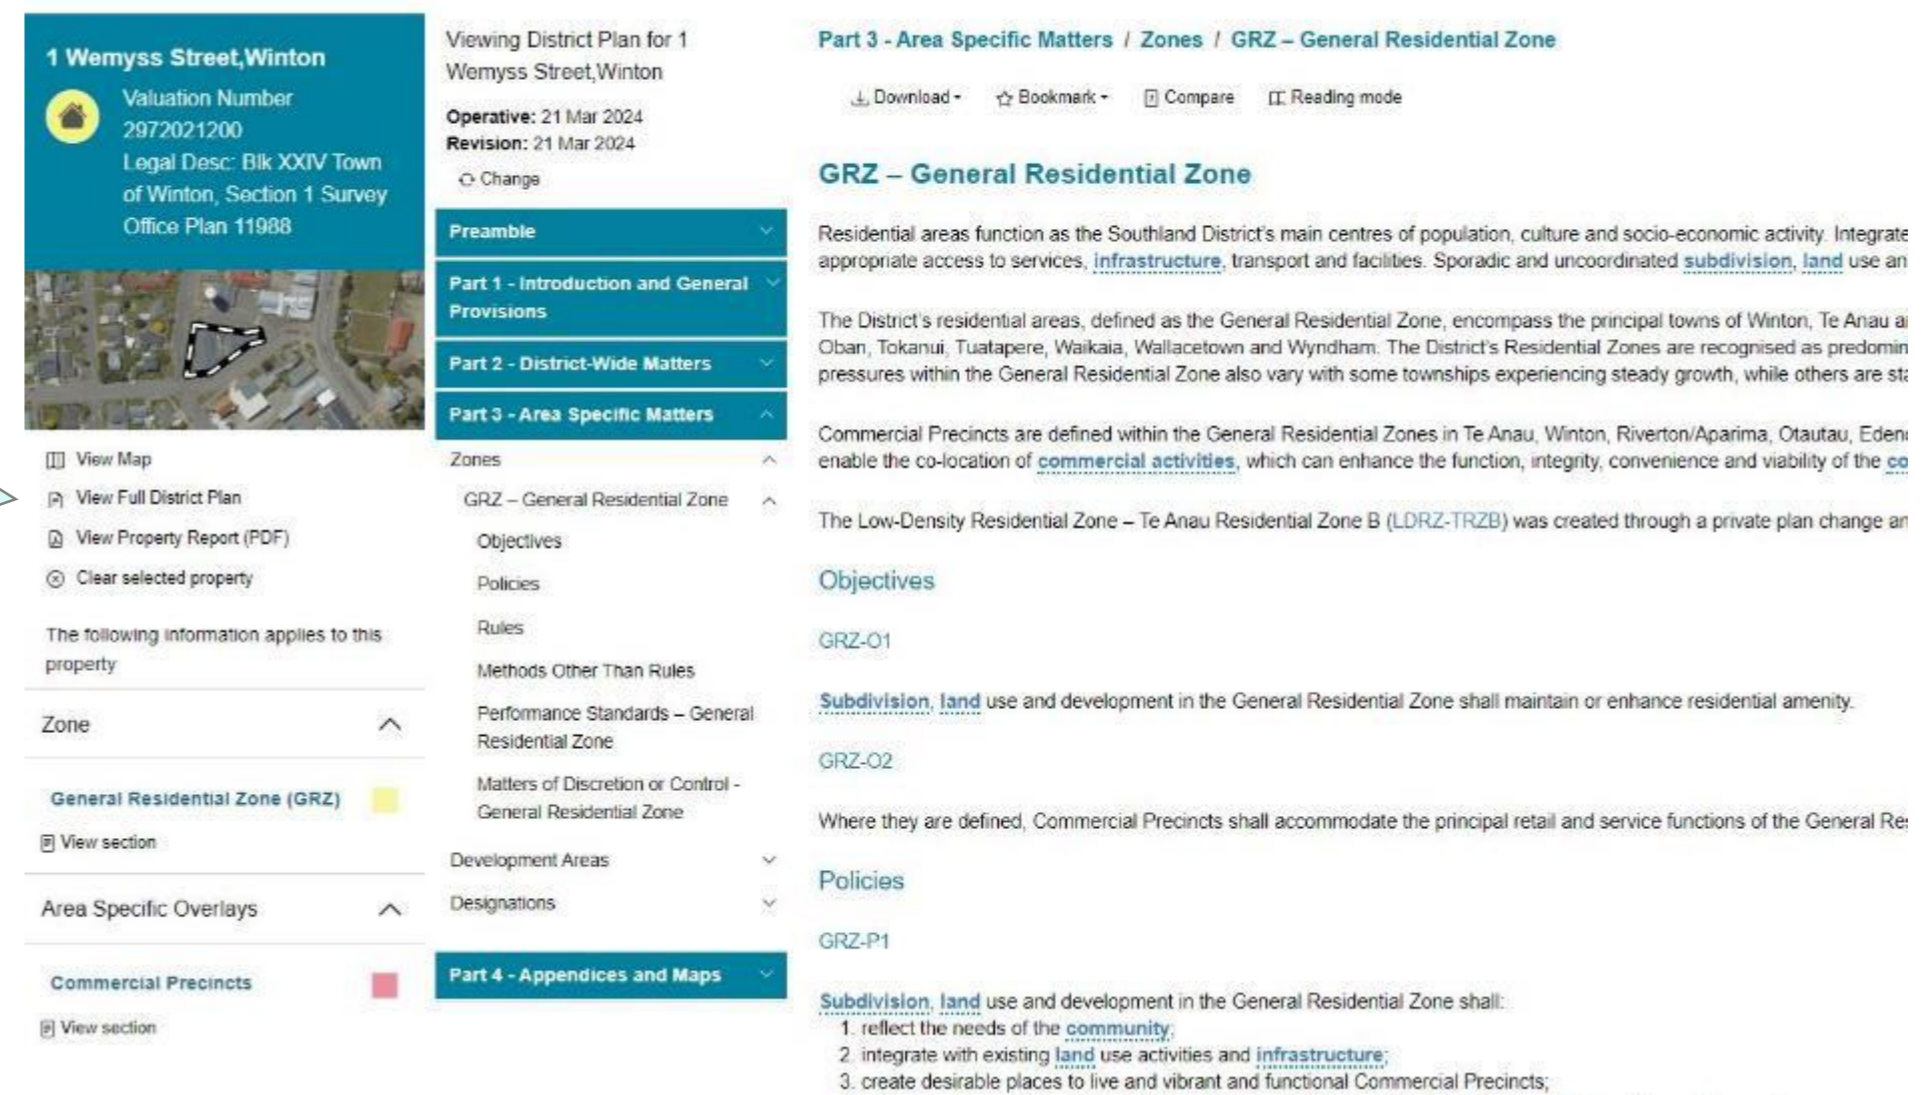 1 Wemyss Street,Winton
Valuation Number
2972021200
Legal Desc: Blk XXIV Town
of Winton, Section 1 Survey
Office Plan 11988
View Map
View Full District Plan
View Property Report (PDF)
Clear selected property
The following information applies to this
property
Zone
General Residential Zone (GRZ)
View section
Area Specific Overlays
Commercial Precincts
View section
Viewing District Plan for 1
Wemyss Street,Winton
Operative: 21 Mar 2024
Revision: 21 Mar 2024
Change
Preamble
Part 1 - Introduction and General
Provisions
Part 2 - District-Wide Matters
Part 3 - Area Specific Matters
Zones
GRZ – General Residential Zone
Objectives
Policies
Rules
Methods Other Than Rules
Performance Standards – General
Residential Zone
Matters of Discretion or Control -
General Residential Zone
Development Areas
Designations
Part 4 - Appendices and Maps
Part 3 - Area Specific Matters / Zones / GRZ – General Residential Zone
Download Bookmark Compare Reading mode
GRZ – General Residential Zone
Residential areas function as the Southland District's main centres of population, culture and socio-economic activity. Integrate
appropriate access to services, infrastructure, transport and facilities. Sporadic and uncoordinated subdivision, land use an
The District's residential areas, defined as the General Residential Zone, encompass the principal towns of Winton, Te Anau a
Oban, Tokanui, Tuatapere, Waikaia, Wallacetown and Wyndham. The District's Residential Zones are recognised as predomin
pressures within the General Residential Zone also vary with some townships experiencing steady growth, while others are sta
Commercial Precincts are defined within the General Residential Zones in Te Anau, Winton, Riverton/Aparima, Otautau, Edend
enable the co-location of commercial activities, which can enhance the function, integrity, convenience and viability of the co
The Low-Density Residential Zone – Te Anau Residential Zone B (LDRZ-TRZB) was created through a private plan change an
Objectives
GRZ-O1
Subdivision, land use and development in the General Residential Zone shall maintain or enhance residential amenity.
GRZ-O2
Where they are defined, Commercial Precincts shall accommodate the principal retail and service functions of the General Res
Policies
GRZ-P1
Subdivision, land use and development in the General Residential Zone shall:
1. reflect the needs of the community;
2. integrate with existing land use activities and infrastructure;
3. create desirable places to live and vibrant and functional Commercial Precincts;